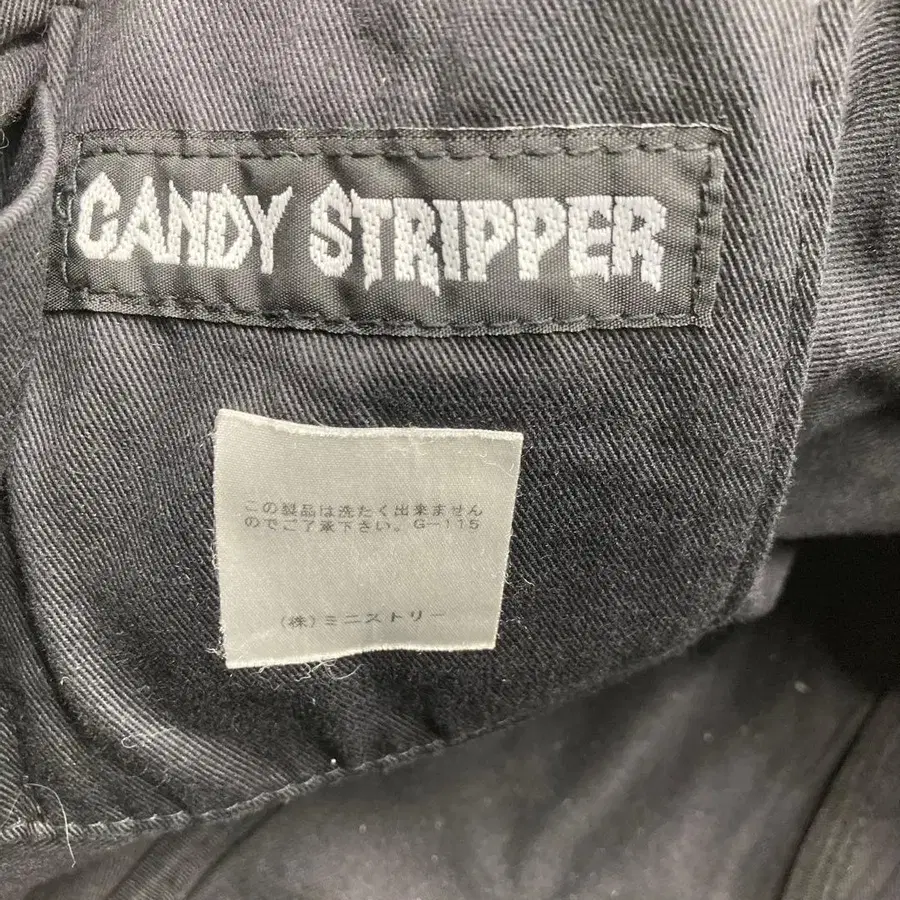 CANDY STRIPPER
この製品は洗たく出来ません
のでご了承下さい。G-115
(株)ミニストリー